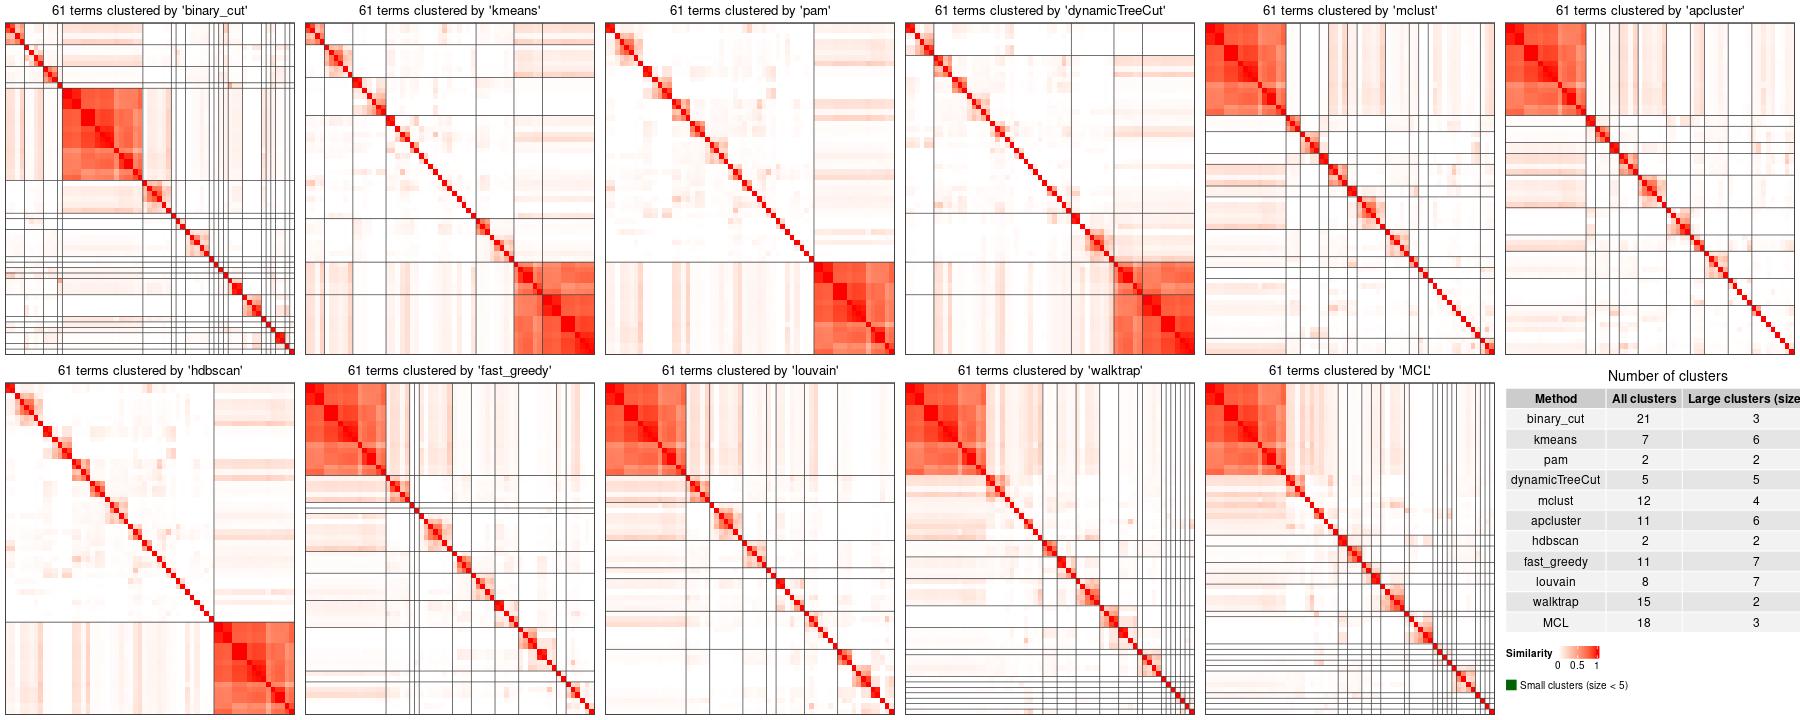 61 terms clustered by 'binary_cut'
61 terms clustered by 'kmeans'
61 terms clustered by 'pam'
61 terms clustered by 'dynamicTreeCut'
61 terms clustered by 'mclust'
61 terms clustered by 'apcluster'
61 terms clustered by 'hdbscan'
61 terms clustered by 'fast_greedy'
61 terms clustered by 'louvain'
61 terms clustered by 'walktrap'
61 terms clustered by 'MCL'
Number of clusters
Method All clusters Large clusters (size
binary_cut 21 3
kmeans 7 6
pam 2 2
dynamicTreeCut 5 5
mclust 12 4
apcluster 11 6
hdbscan 2 2
fast_greedy 11 7
louvain 8 7
walktrap 15 2
MCL 18 3
Similarity
0 0.5 1
Small clusters (size < 5)